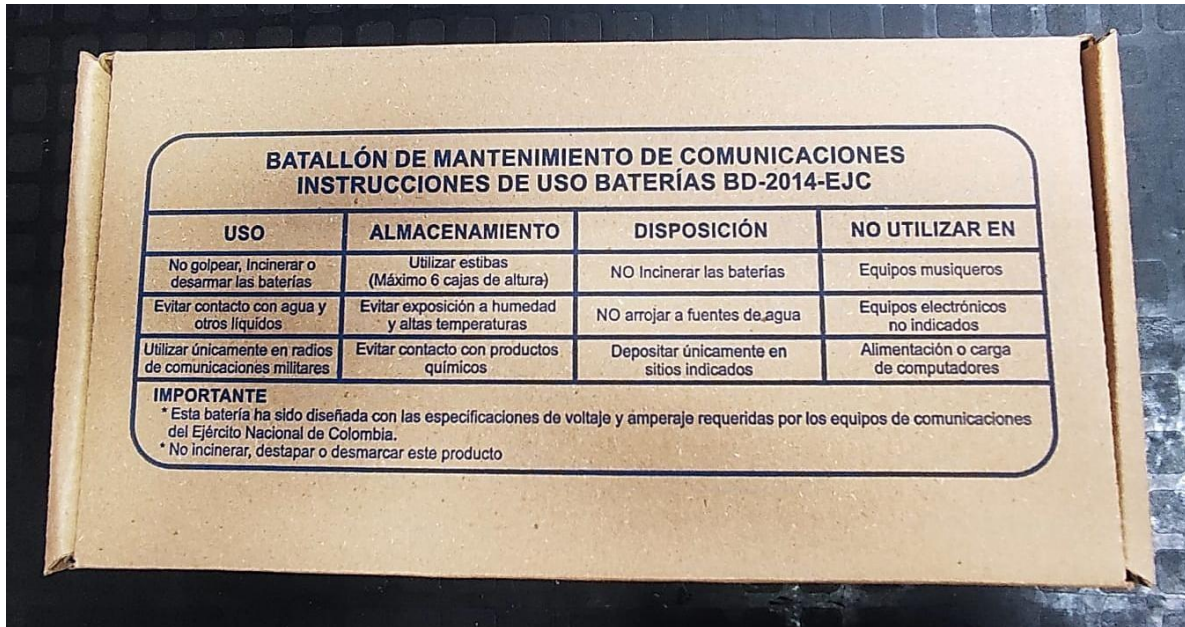 BATALLÓN DE MANTENIMIENTO DE COMUNICACIONES
INSTRUCCIONES DE USO BATERÍAS BD-2014-EJC
USO
ALMACENAMIENTO
DISPOSICIÓN
NO UTILIZAR EN
No golpear, Incinerar o
desarmar las baterías
Utilizar estibas
(Máximo 6 cajas de altura)
NO Incinerar las baterías
Equipos musiqueros
Evitar contacto con agua y
otros líquidos
Evitar exposición a humedad
y altas temperaturas
NO arrojar a fuentes de agua
Equipos electrónicos
no indicados
Utilizar únicamente en radios
de comunicaciones militares
Evitar contacto con productos
químicos
Depositar únicamente en
sitios indicados
Alimentación o carga
de computadores
IMPORTANTE
* Esta batería ha sido diseñada con las especificaciones de voltaje y amperaje requeridas por los equipos de comunicaciones
del Ejército Nacional de Colombia.
* No incinerar, destapar o desmarcar este producto